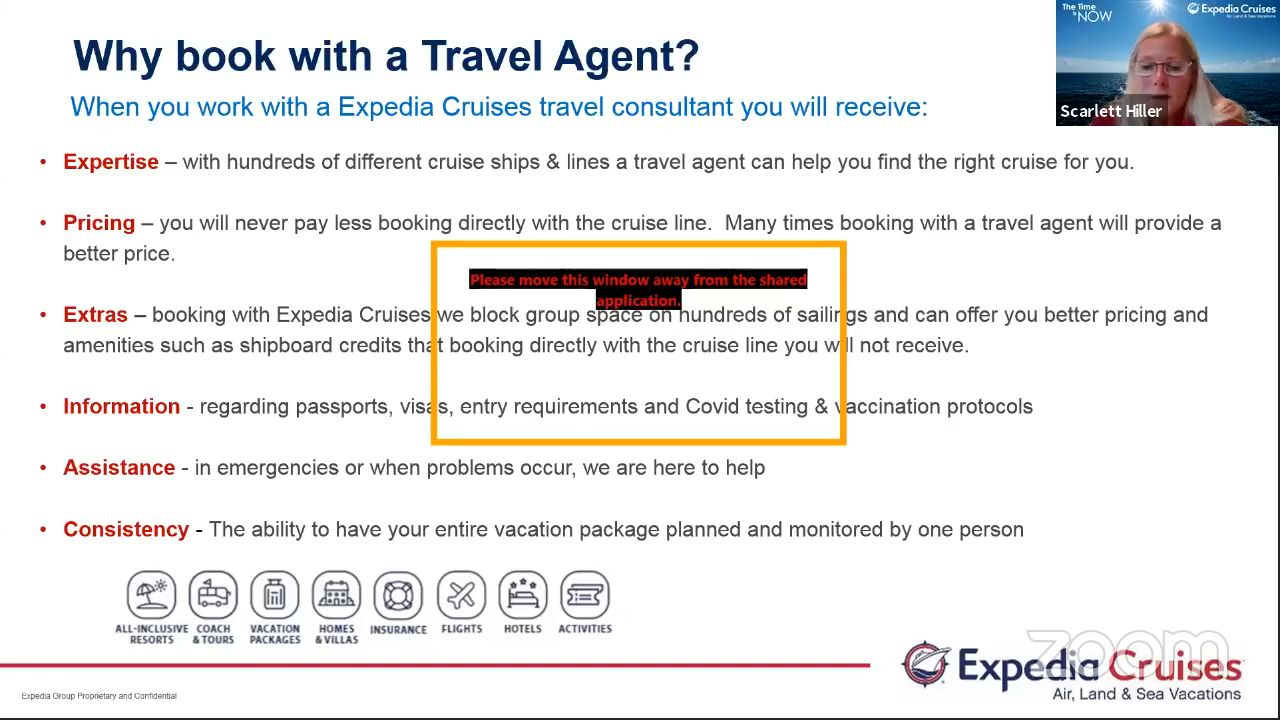 Why book with a Travel Agent?
When you work with a Expedia Cruises travel consultant you will receive:
The Time
is NOW
Expedia Cruises
Air, Land & Sea Vacations
Scarlett Hiller
• Expertise – with hundreds of different cruise ships & lines a travel agent can help you find the right cruise for you.
• Pricing – you will never pay less booking directly with the cruise line. Many times booking with a travel agent will provide a
better price.
Please move this window away from the shared
application.
• Extras – booking with Expedia Cruises we block group space on hundreds of sailings and can offer you better pricing and
amenities such as shipboard credits that booking directly with the cruise line you will not receive.
• Information - regarding passports, visas, entry requirements and Covid testing & vaccination protocols
• Assistance - in emergencies or when problems occur, we are here to help
• Consistency - The ability to have your entire vacation package planned and monitored by one person
ALL-INCLUSIVE
RESORTS
COACH
& TOURS
VACATION
PACKAGES
HOMES
& VILLAS
INSURANCE
FLIGHTS
HOTELS
ACTIVITIES
zoom
Expedia Cruises
Air, Land & Sea Vacations
Expedia Group Proprietary and Confidential